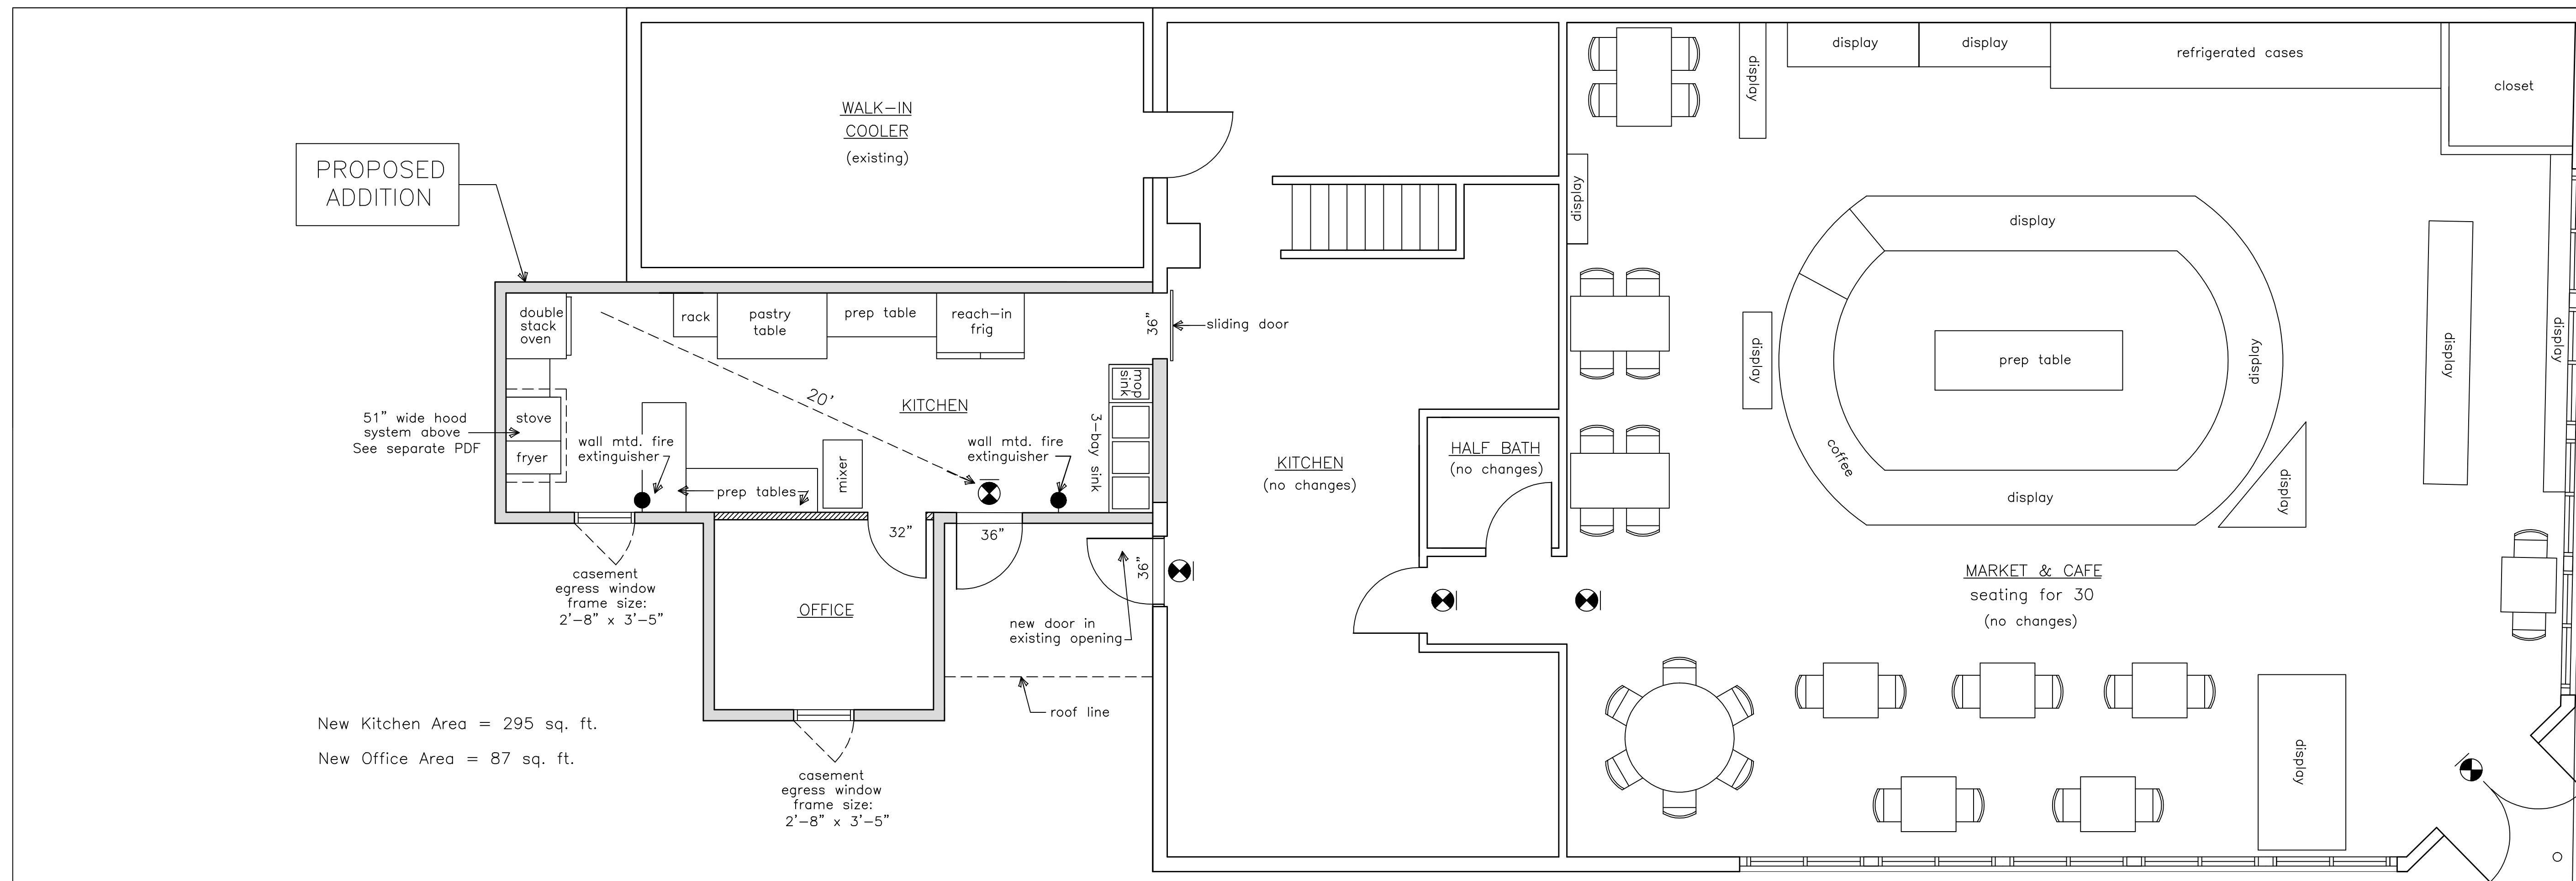 PROPOSED
ADDITION
WALK-IN
COOLER
(existing)
double
stack
oven
rack
pastry
table
prep table
reach-in
frig
36"
sliding door
mop
sink
3-bay sink
20'
KITCHEN
51" wide hood
system above
See separate PDF
stove
fryer
wall mtd. fire
extinguisher
prep tables
mixer
wall mtd. fire
extinguisher
32"
36"
36"
casement
egress window
frame size:
2'-8" x 3'-5"
OFFICE
new door in
existing opening
roof line
New Kitchen Area = 295 sq. ft.
New Office Area = 87 sq. ft.
casement
egress window
frame size:
2'-8" x 3'-5"
KITCHEN
(no changes)
HALF BATH
(no changes)
display
display
display
refrigerated cases
closet
display
display
display
prep table
display
coffee
display
display
display
display
MARKET & CAFE
seating for 30
(no changes)
display